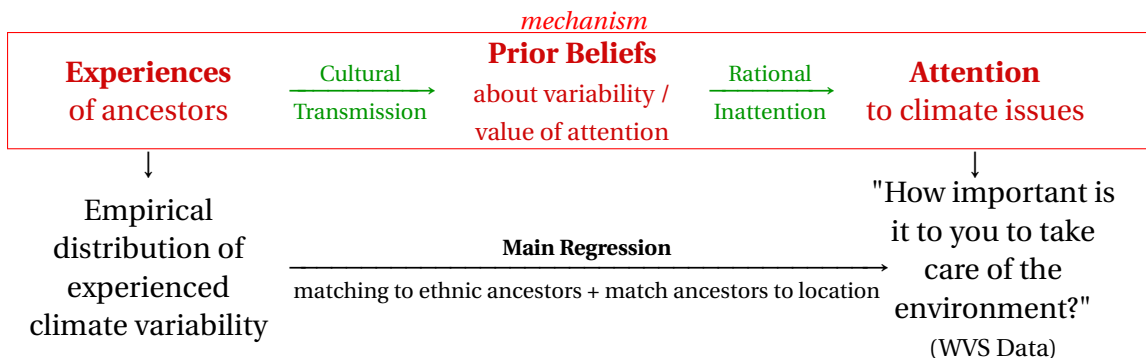 mechanism
Experiences
of ancestors
Cultural
Transmission
Prior Beliefs
about variability /
value of attention
Rational
Inattention
Attention
to climate issues
Empirical
distribution of
experienced
climate variability
Main Regression
matching to ethnic ancestors + match ancestors to location
"How important is
it to you to take
care of the
environment?"
(WVS Data)